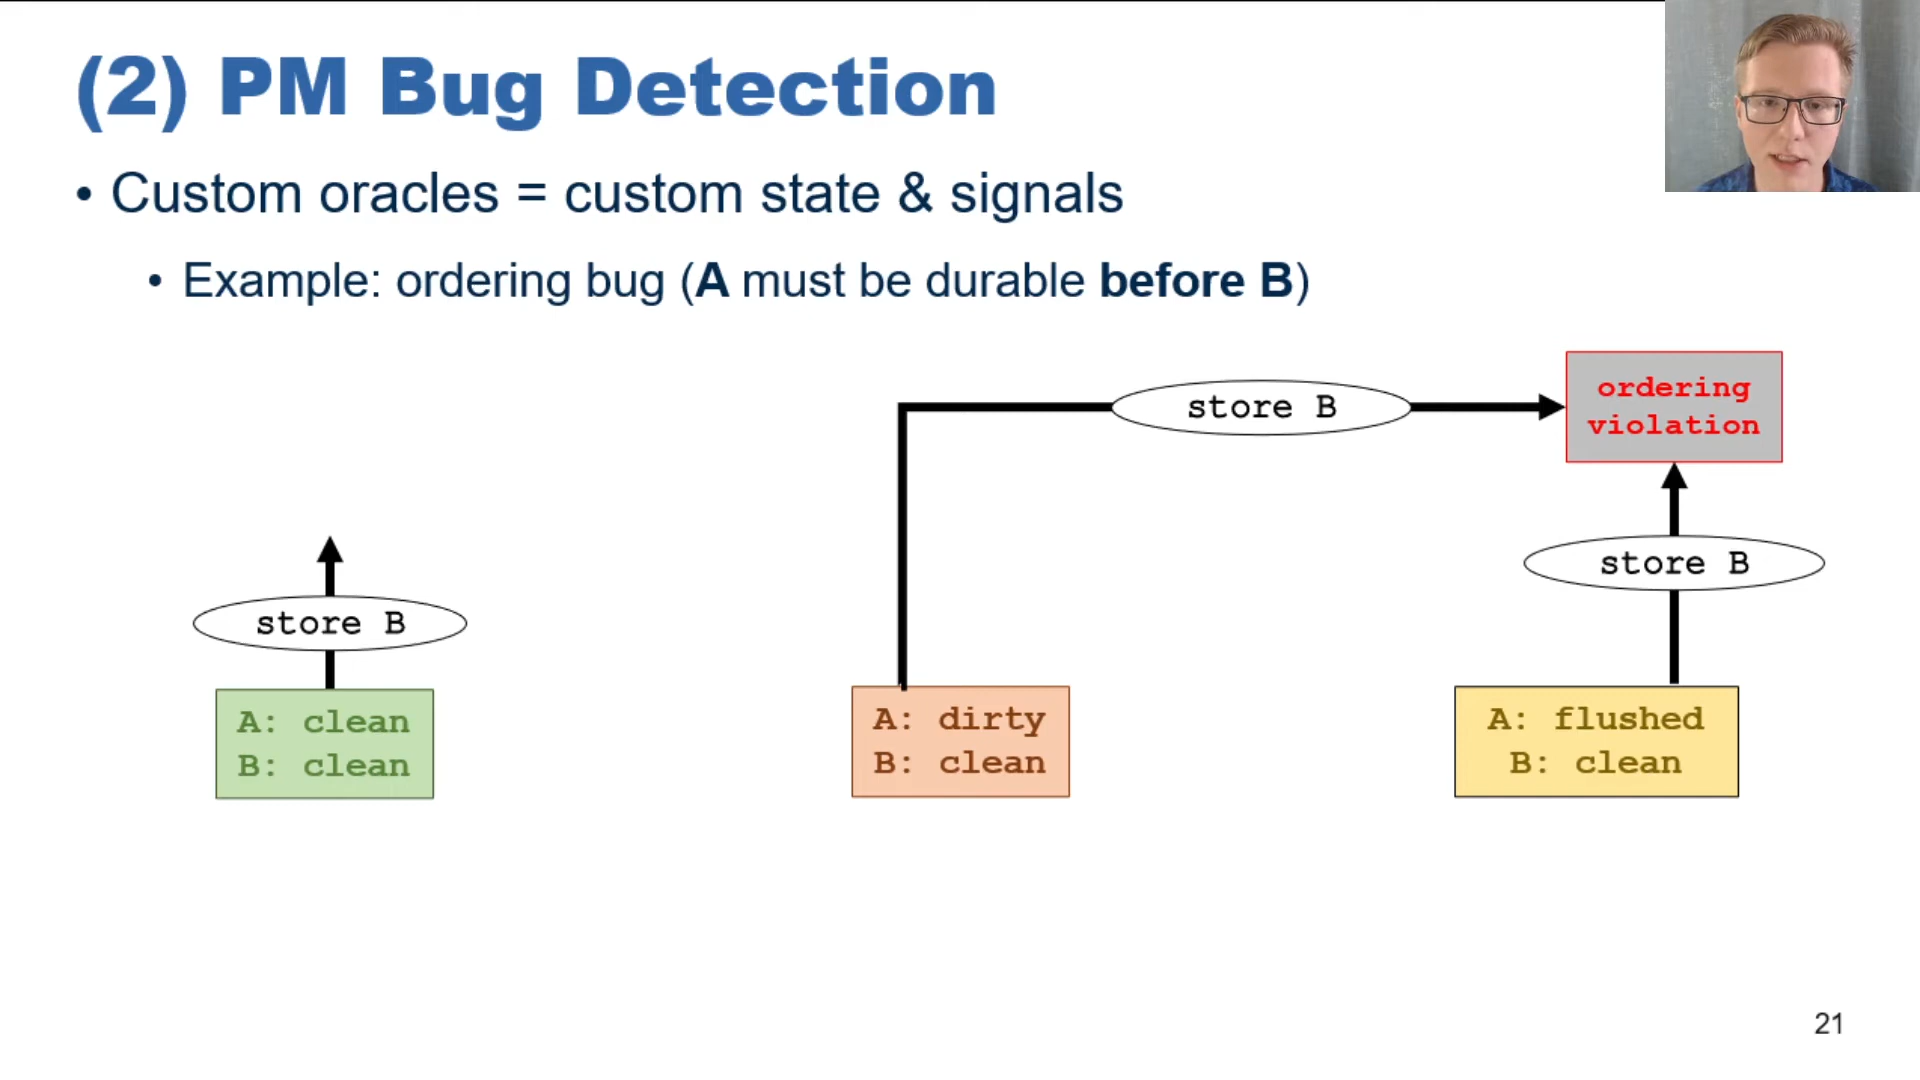 (2) PM Bug Detection
• Custom oracles = custom state & signals
• Example: ordering bug (A must be durable before B)
store B
ordering
violation
store B
store B
A: clean
B: clean
A: dirty
B: clean
A: flushed
B: clean
21